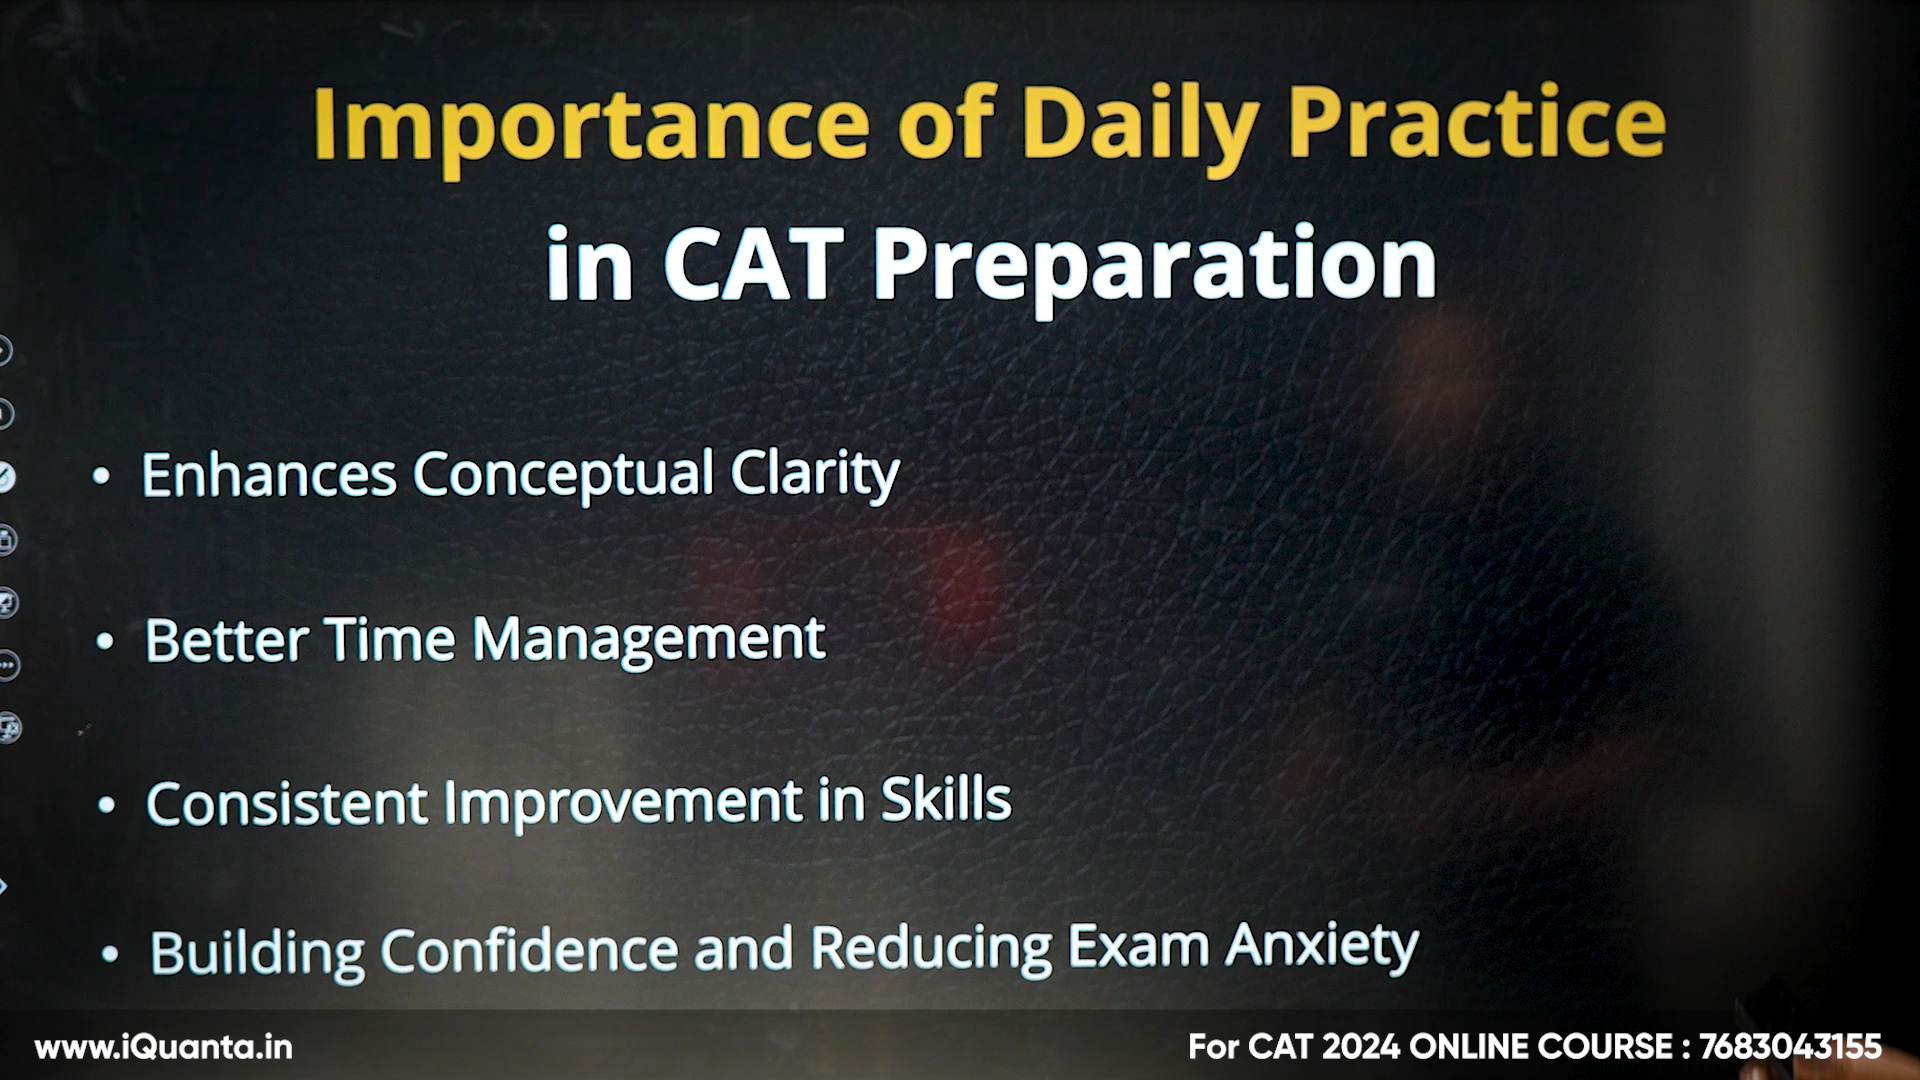 Importance of Daily Practice
in CAT Preparation
• Enhances Conceptual Clarity
• Better Time Management
• Consistent Improvement in Skills
• Building Confidence and Reducing Exam Anxiety
www.iQuanta.in
For CAT 2024 ONLINE COURSE : 7683043155